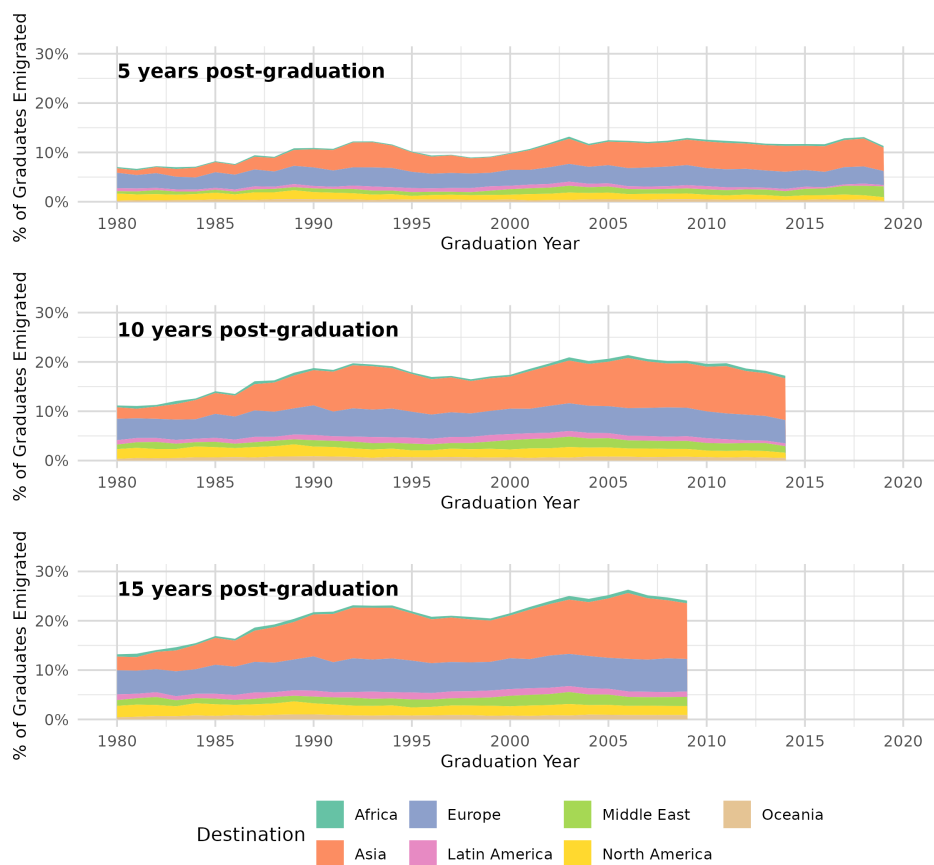 % of Graduates Emigrated
30%
20%
10%
0%
5 years post-graduation
1980 1985 1990 1995 2000 2005 2010 2015 2020
Graduation Year
% of Graduates Emigrated
30%
20%
10%
0%
10 years post-graduation
1980 1985 1990 1995 2000 2005 2010 2015 2020
Graduation Year
% of Graduates Emigrated
30%
20%
10%
0%
15 years post-graduation
1980 1985 1990 1995 2000 2005 2010 2015 2020
Graduation Year
Destination
Africa Europe Middle East Oceania
Asia Latin America North America